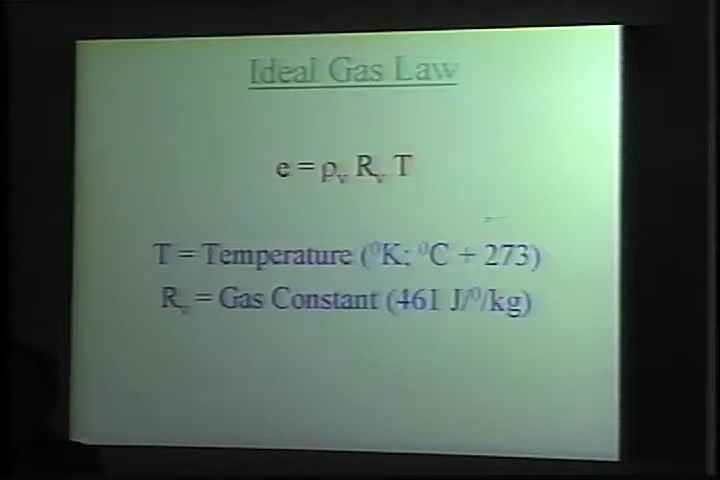 Ideal Gas Law
e = ρᵥ Rᵥ T
T = Temperature (⁰K; ⁰C + 273)
Rᵥ = Gas Constant (461 J/⁰/kg)